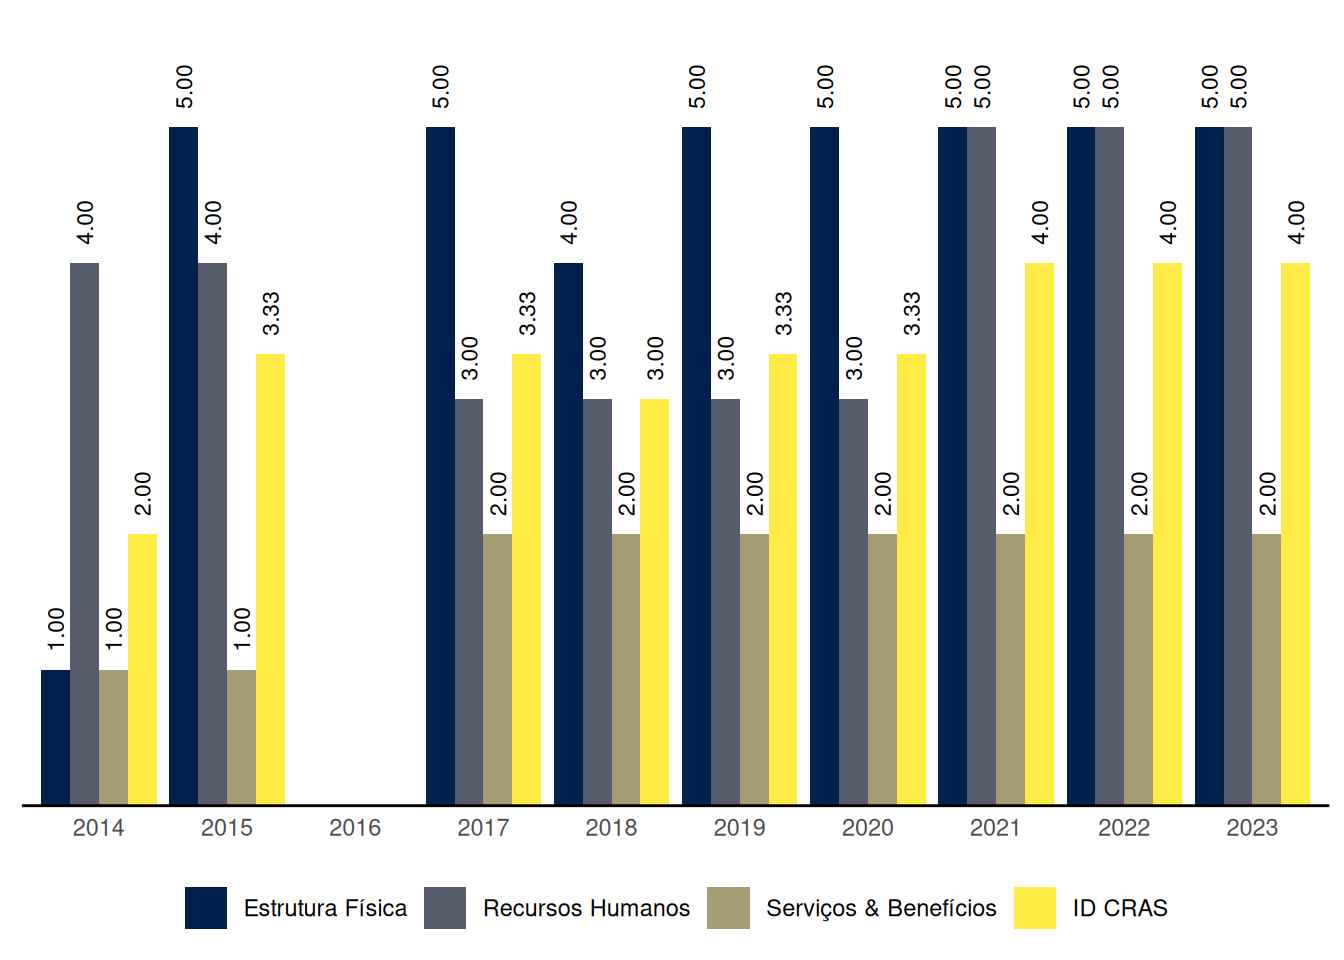 5.00 5.00 5.00 5.00 5.00 5.00 5.00 5.00 5.00 5.00
4.00 4.00 4.00 4.00 4.00 4.00
3.33 3.33 3.33 3.33
3.00 3.00 3.00 3.00 3.00
2.00 2.00 2.00 2.00 2.00 2.00 2.00 2.00
1.00 1.00 1.00
2014 2015 2016 2017 2018 2019 2020 2021 2022 2023
Estrutura Física Recursos Humanos Serviços & Benefícios ID CRAS